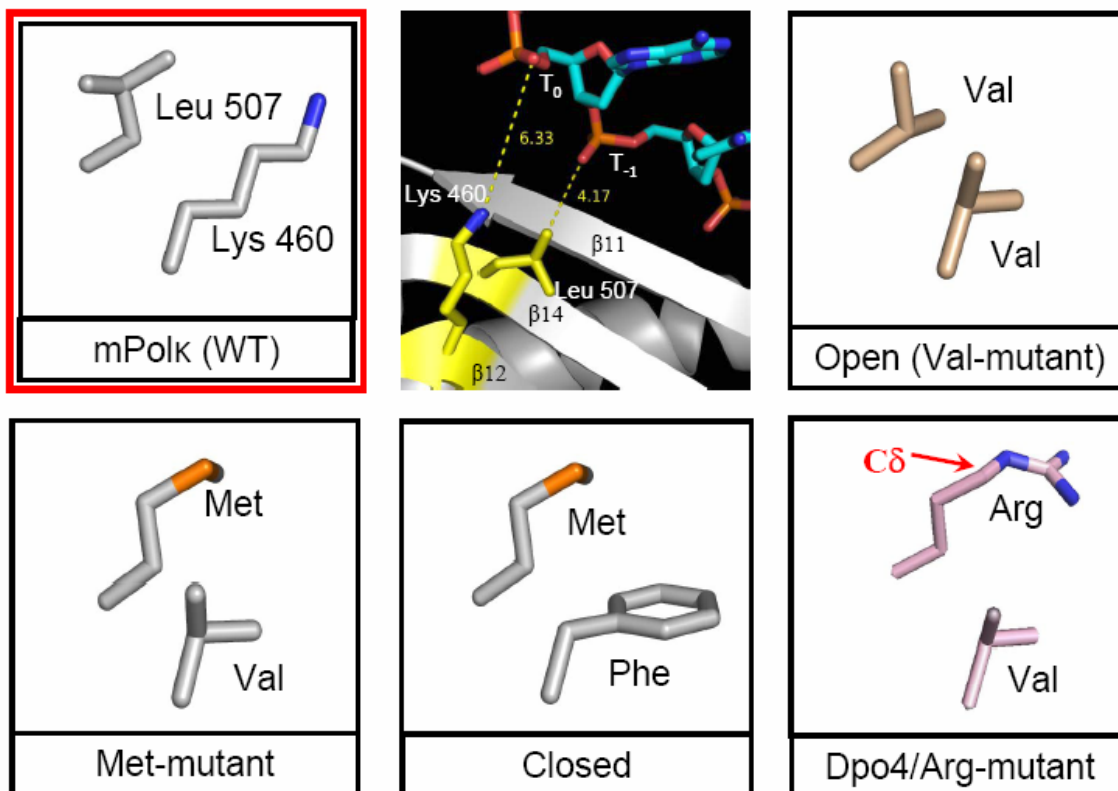 Leu 507
Lys 460
mPolκ (WT)
T0
6.33
T-1
Lys 460
4.17
β11
Leu 507
β14
β12
Val
Val
Open (Val-mutant)
Met
Val
Met-mutant
Met
Phe
Closed
Cδ
Arg
Val
Dpo4/Arg-mutant